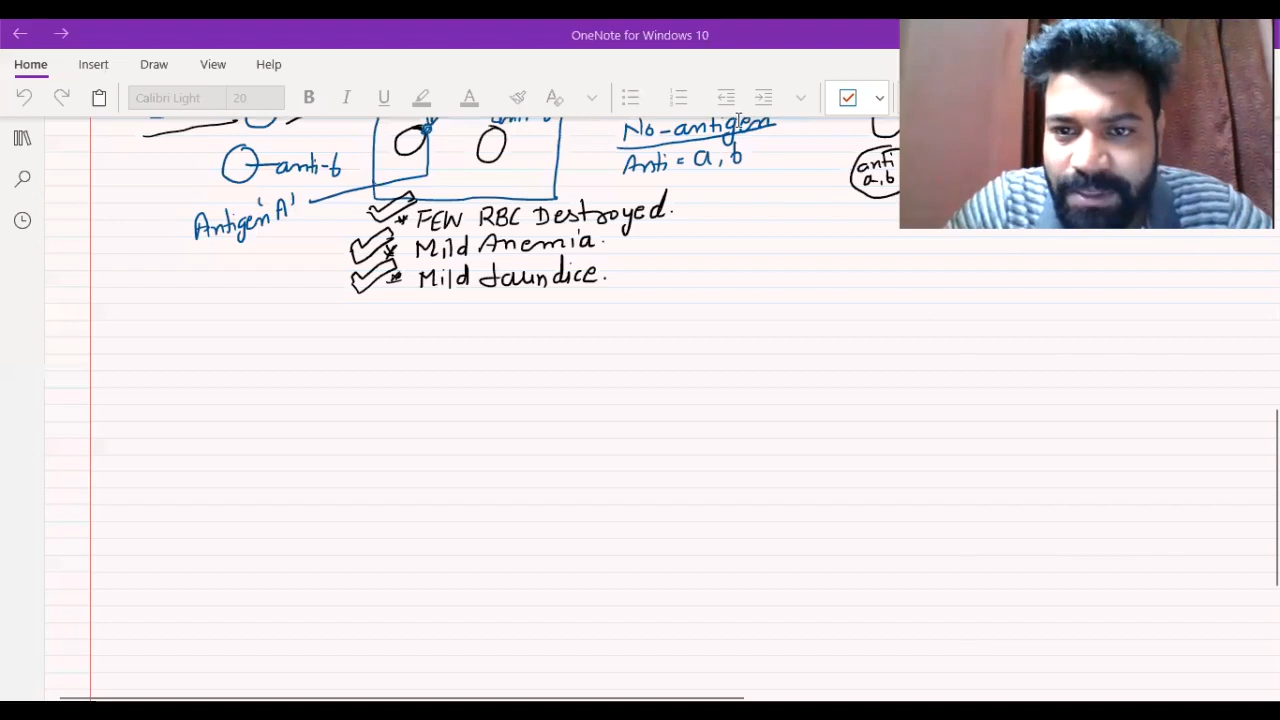 OneNote for Windows 10
Home Insert Draw View Help
Calibri Light 20 B I U A
No-antigen
Anti = a, b
anti-b
anti
a,b
Antigen 'A'
* FEW RBC Destroyed.
* Mild Anemia.
* Mild Jaundice.